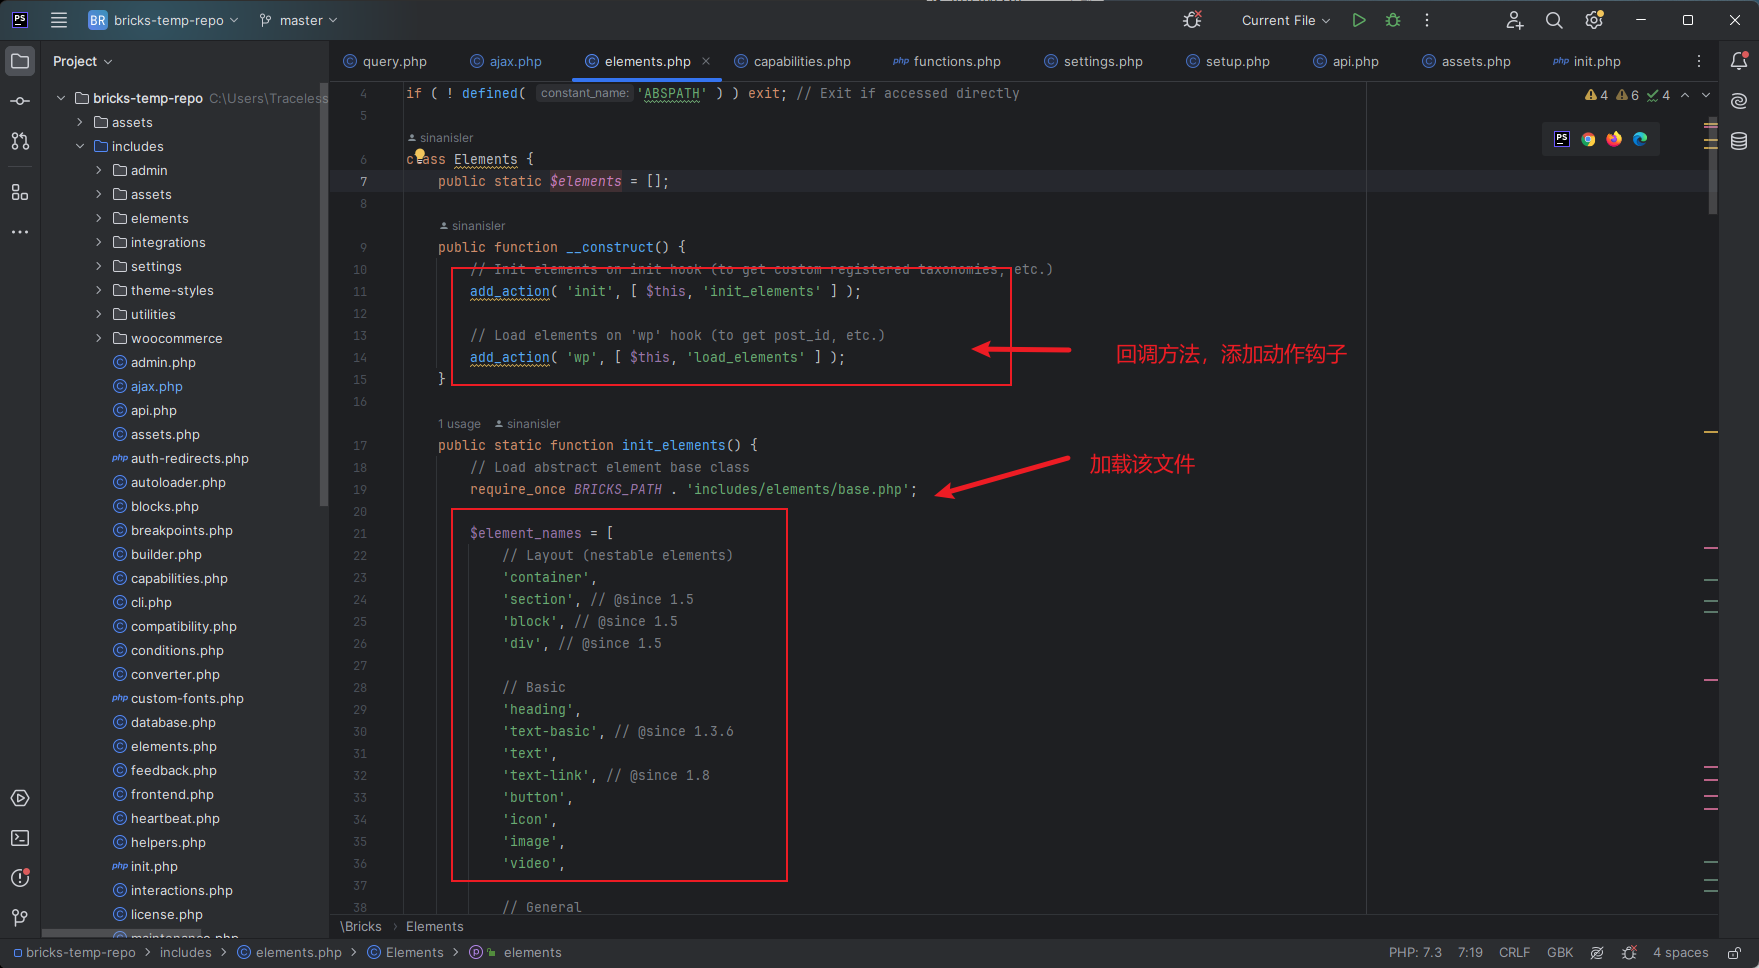 PS BR bricks-temp-repo master Current File
Project
query.php ajax.php elements.php capabilities.php php functions.php settings.php setup.php api.php assets.php php init.php
bricks-temp-repo C:\Users\Traceless
assets
includes
admin
assets
elements
integrations
settings
theme-styles
utilities
woocommerce
admin.php
ajax.php
api.php
assets.php
php auth-redirects.php
autoloader.php
blocks.php
breakpoints.php
builder.php
capabilities.php
cli.php
compatibility.php
conditions.php
converter.php
php custom-fonts.php
database.php
elements.php
feedback.php
frontend.php
heartbeat.php
helpers.php
php init.php
interactions.php
license.php
maintenance.php
4 if ( ! defined( constant_name: 'ABSPATH' ) ) exit; // Exit if accessed directly
4 6 4
5
sinanisler
PS
6 class Elements {
7 public static $elements = [];
8
sinanisler
9 public function __construct() {
10 // Init elements on init hook (to get custom registered taxonomies, etc.)
11 add_action( 'init', [ $this, 'init_elements' ] );
12
13 // Load elements on 'wp' hook (to get post_id, etc.)
14 add_action( 'wp', [ $this, 'load_elements' ] );
回调方法，添加动作钩子
15 }
16
1 usage sinanisler
17 public static function init_elements() {
18 // Load abstract element base class
加载该文件
19 require_once BRICKS_PATH . 'includes/elements/base.php';
20
21 $element_names = [
22 // Layout (nestable elements)
23 'container',
24 'section', // @since 1.5
25 'block', // @since 1.5
26 'div', // @since 1.5
27
28 // Basic
29 'heading',
30 'text-basic', // @since 1.3.6
31 'text',
32 'text-link', // @since 1.8
33 'button',
34 'icon',
35 'image',
36 'video',
37
38 // General
\Bricks Elements
bricks-temp-repo includes elements.php Elements elements PHP: 7.3 7:19 CRLF GBK 4 spaces